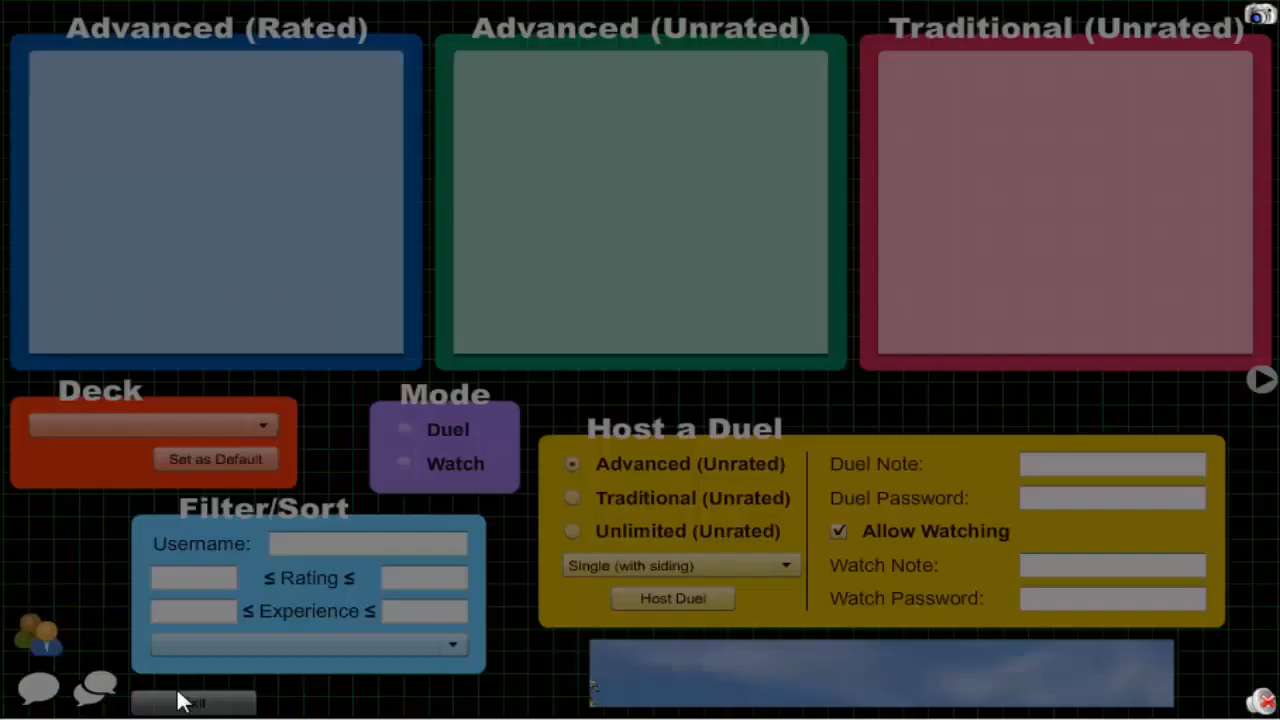 Advanced (Rated)
Advanced (Unrated)
Traditional (Unrated)
Deck
Set as Default
Mode
Duel
Watch
Host a Duel
Advanced (Unrated)
Traditional (Unrated)
Unlimited (Unrated)
Single (with siding)
Host Duel
Duel Note:
Duel Password:
Allow Watching
Watch Note:
Watch Password:
Filter/Sort
Username:
≤ Rating ≤
≤ Experience ≤